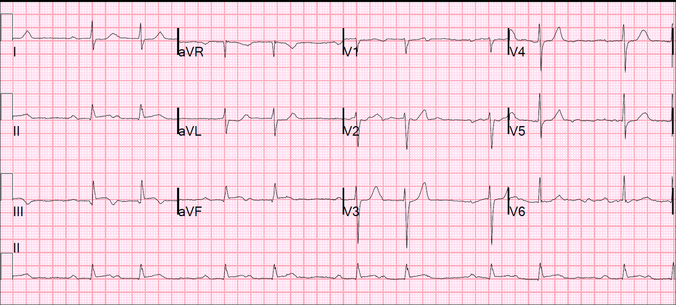 I aVR V1 V4
II aVL V2 V5
III aVF V3 V6
II